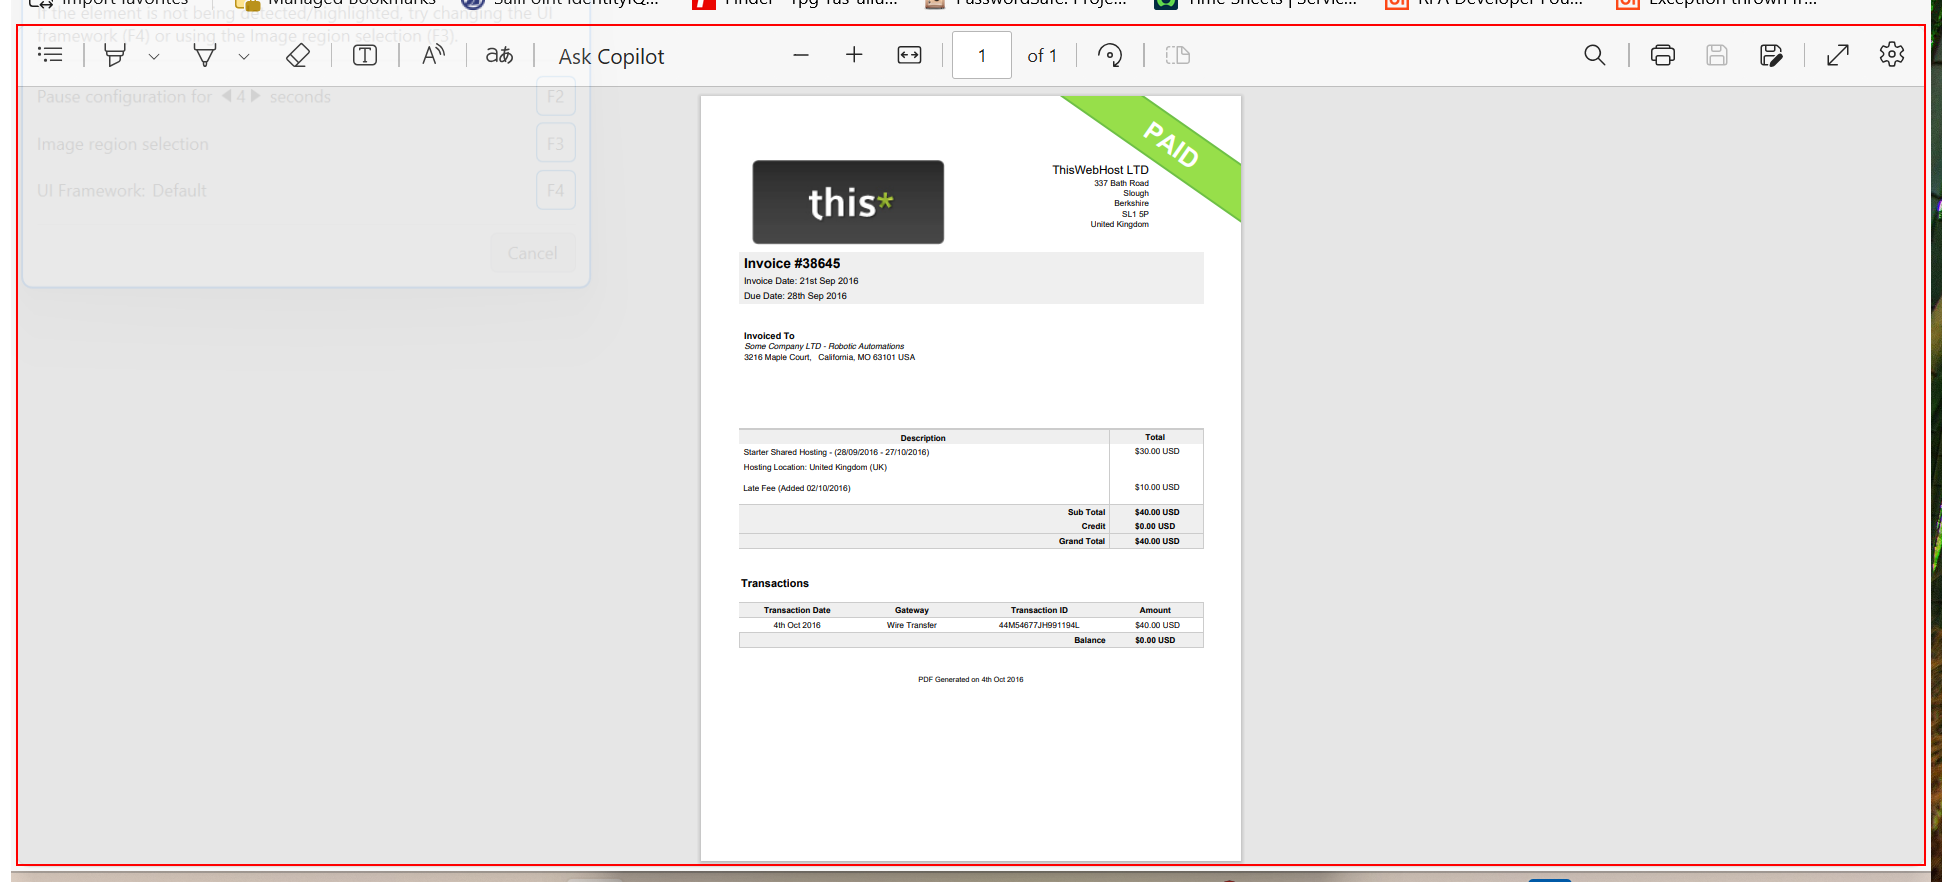 Import favorites
Managed Bookmarks
SailPoint IdentityIQ...
PasswordSafe: Proje...
Time Sheets | Servic...
RPA Developer Fou...
Exception thrown fr...
If the element is not being detected/highlighted, try changing the UI
framework (F4) or using the Image region selection (F3).
Ask Copilot
1 of 1
Pause configuration for 4 seconds F2
Image region selection F3
UI Framework: Default F4
Cancel
PAID
this*
ThisWebHost LTD
337 Bath Road
Slough
Berkshire
SL1 5P
United Kingdom
Invoice #38645
Invoice Date: 21st Sep 2016
Due Date: 28th Sep 2016
Invoiced To
Some Company LTD - Robotic Automations
3216 Maple Court, California, MO 63101 USA
Description Total
Starter Shared Hosting - (28/09/2016 - 27/10/2016) $30.00 USD
Hosting Location: United Kingdom (UK)
Late Fee (Added 02/10/2016) $10.00 USD
Sub Total $40.00 USD
Credit $0.00 USD
Grand Total $40.00 USD
Transactions
Transaction Date Gateway Transaction ID Amount
4th Oct 2016 Wire Transfer 44M54677JH991194L $40.00 USD
Balance $0.00 USD
PDF Generated on 4th Oct 2016